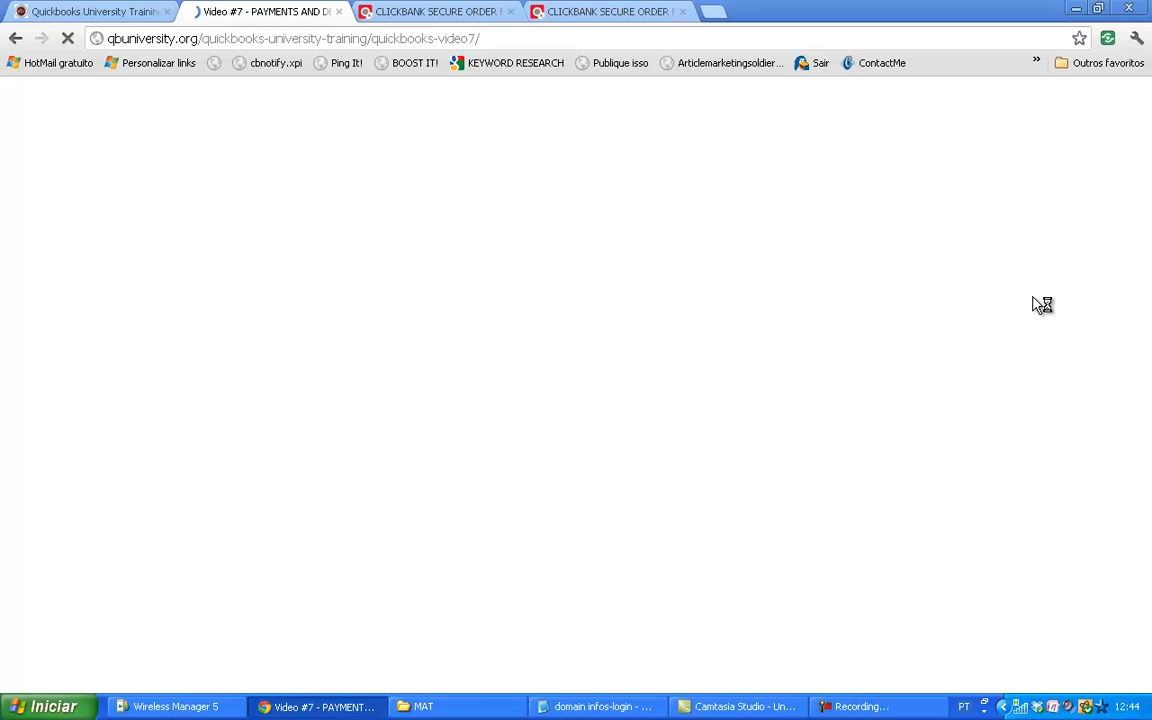 Quickbooks University Trainin
Video #7 - PAYMENTS AND DE
CLICKBANK SECURE ORDER F
CLICKBANK SECURE ORDER F
qbuniversity.org/quickbooks-university-training/quickbooks-video7/
HotMail gratuito
Personalizar links
cbnotify.xpi
Ping It!
BOOST IT!
KEYWORD RESEARCH
Publique isso
Articlemarketingsoldier...
Sair
ContactMe
»
Outros favoritos
Iniciar
Wireless Manager 5
Video #7 - PAYMENT...
MAT
domain infos-login - ...
Camtasia Studio - Un...
Recording...
PT
12:44